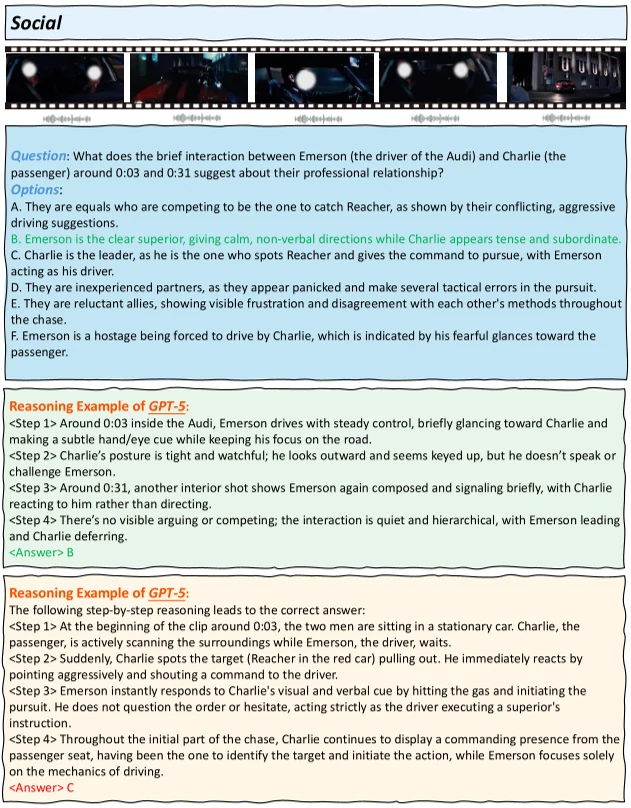 Social
Question: What does the brief interaction between Emerson (the driver of the Audi) and Charlie (the
passenger) around 0:03 and 0:31 suggest about their professional relationship?
Options:
A. They are equals who are competing to be the one to catch Reacher, as shown by their conflicting, aggressive
driving suggestions.
B. Emerson is the clear superior, giving calm, non-verbal directions while Charlie appears tense and subordinate.
C. Charlie is the leader, as he is the one who spots Reacher and gives the command to pursue, with Emerson
acting as his driver.
D. They are inexperienced partners, as they appear panicked and make several tactical errors in the pursuit.
E. They are reluctant allies, showing visible frustration and disagreement with each other's methods throughout
the chase.
F. Emerson is a hostage being forced to drive by Charlie, which is indicated by his fearful glances toward the
passenger.
Reasoning Example of GPT-5:
<Step 1> Around 0:03 inside the Audi, Emerson drives with steady control, briefly glancing toward Charlie and
making a subtle hand/eye cue while keeping his focus on the road.
<Step 2> Charlie's posture is tight and watchful; he looks outward and seems keyed up, but he doesn't speak or
challenge Emerson.
<Step 3> Around 0:31, another interior shot shows Emerson again composed and signaling briefly, with Charlie
reacting to him rather than directing.
<Step 4> There's no visible arguing or competing; the interaction is quiet and hierarchical, with Emerson leading
and Charlie deferring.
<Answer> B
Reasoning Example of GPT-5:
The following step-by-step reasoning leads to the correct answer:
<Step 1> At the beginning of the clip around 0:03, the two men are sitting in a stationary car. Charlie, the
passenger, is actively scanning the surroundings while Emerson, the driver, waits.
<Step 2> Suddenly, Charlie spots the target (Reacher in the red car) pulling out. He immediately reacts by
pointing aggressively and shouting a command to the driver.
<Step 3> Emerson instantly responds to Charlie's visual and verbal cue by hitting the gas and initiating the
pursuit. He does not question the order or hesitate, acting strictly as the driver executing a superior's
instruction.
<Step 4> Throughout the initial part of the chase, Charlie continues to display a commanding presence from the
passenger seat, having been the one to identify the target and initiate the action, while Emerson focuses solely
on the mechanics of driving.
<Answer> C